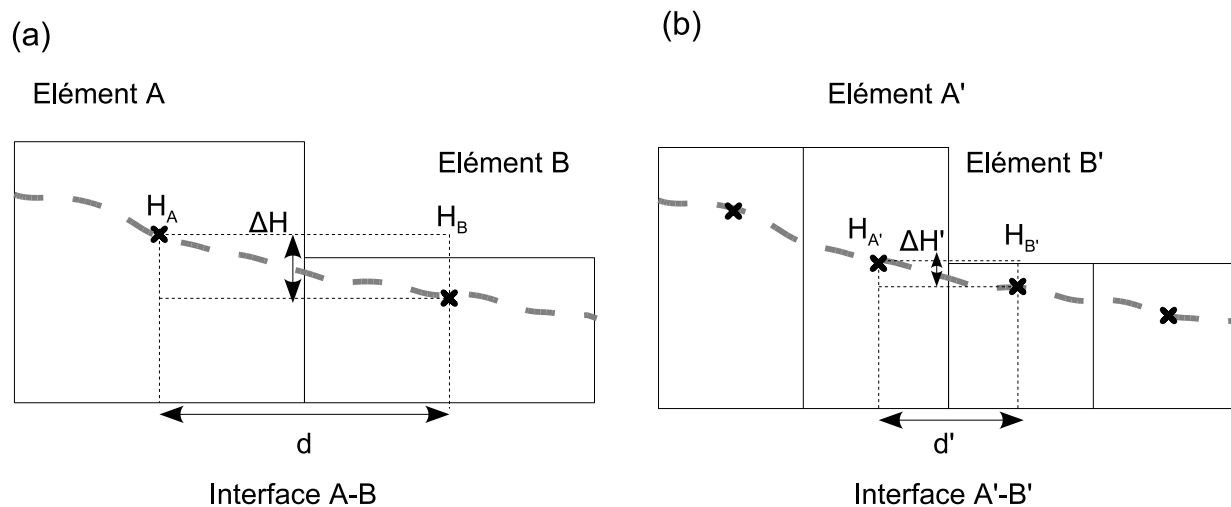 (a)
Elément A
Elément B
H_A
ΔH
H_B
d
Interface A-B
(b)
Elément A'
Elément B'
H_A'
ΔH'
H_B'
d'
Interface A'-B'